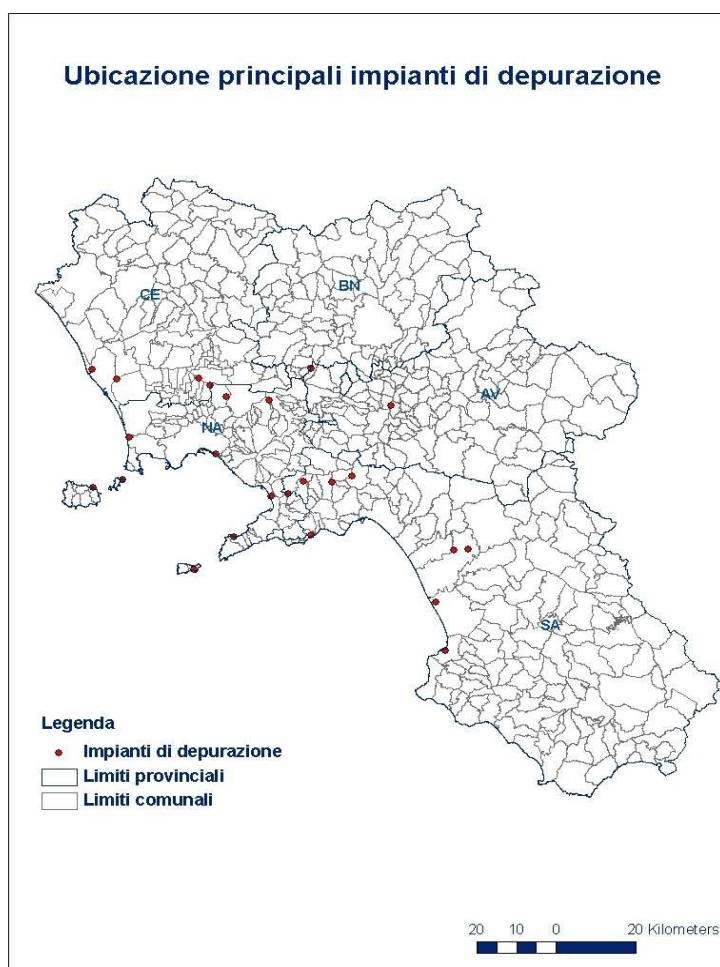 Ubicazione principali impianti di depurazione
BN
CE
AV
NA
SA
Legenda
Impianti di depurazione
Limiti provinciali
Limiti comunali
20 10 0 20 Kilometers